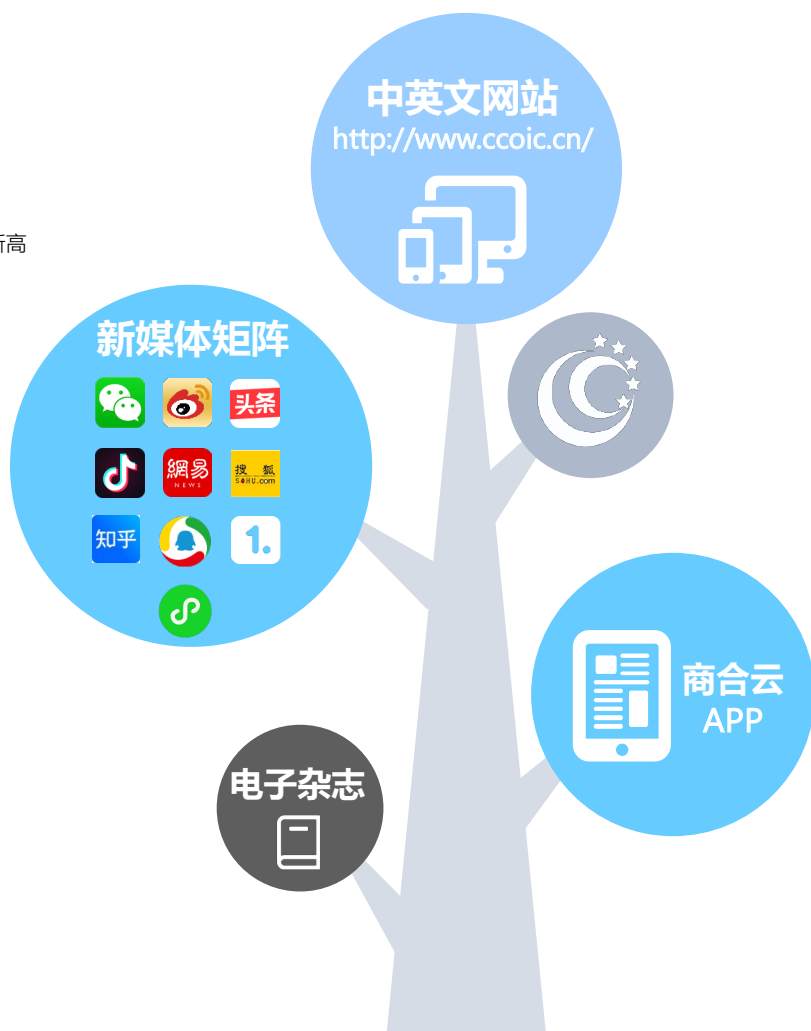 中英文网站
http://www.ccoic.cn/
新高
新媒体矩阵
头条
網易
NEWS
搜狐
SOHU.com
知乎
1.
商合云
APP
电子杂志